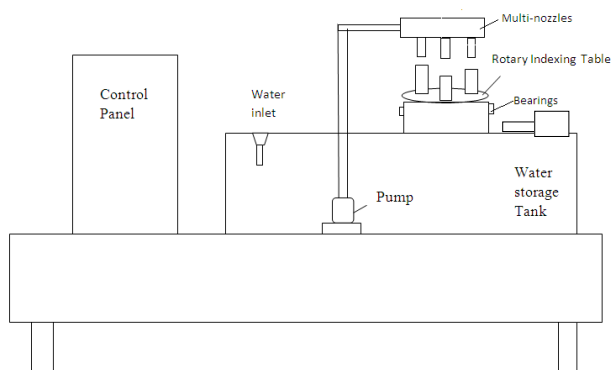 Multi-nozzles
Rotary Indexing Table
Bearings
Control
Panel
Water
inlet
Water
storage
Tank
Pump